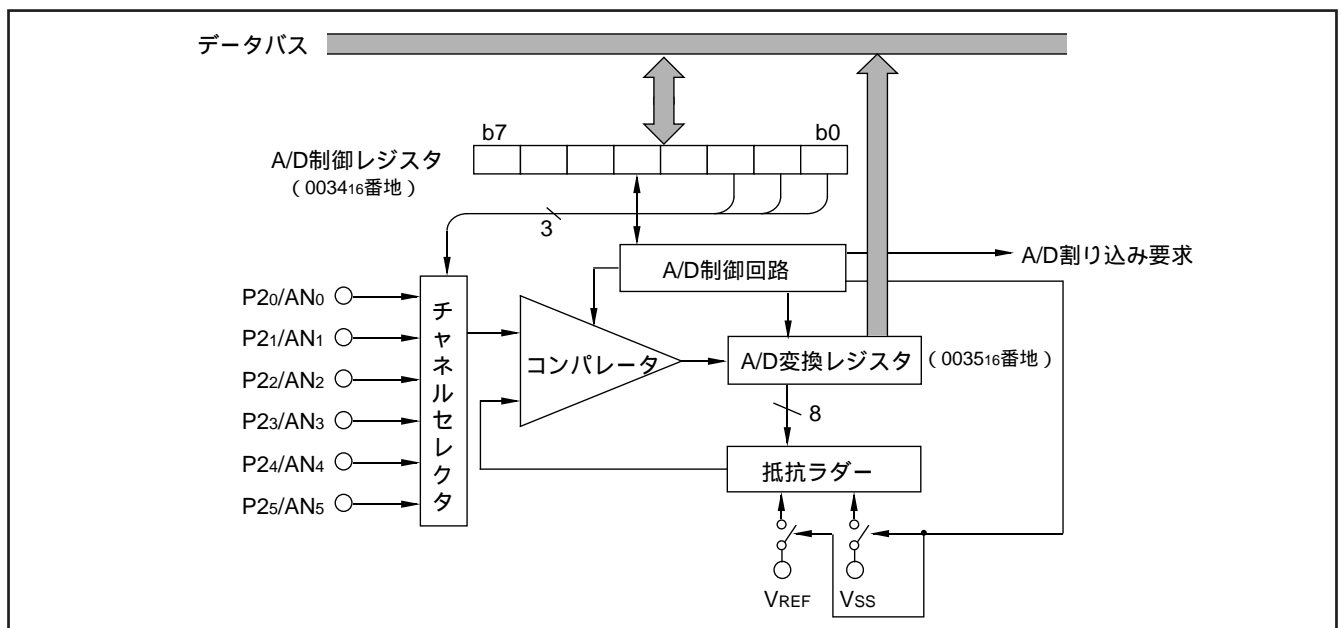 データバス
b7 b0
A/D制御レジスタ
（003416番地）
3
A/D制御回路
A/D割り込み要求
P20/AN0
P21/AN1
P22/AN2
P23/AN3
P24/AN4
P25/AN5
チャネルセレクタ
コンパレータ
A/D変換レジスタ
（003516番地）
8
抵抗ラダー
VREF VSS